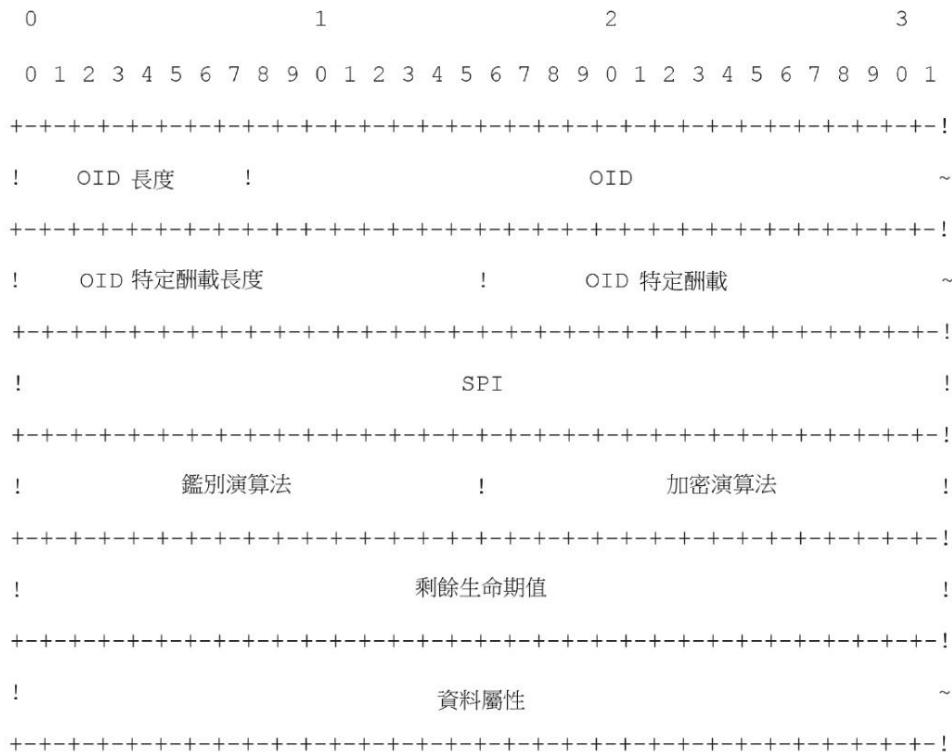 0 1 2 3
0 1 2 3 4 5 6 7 8 9 0 1 2 3 4 5 6 7 8 9 0 1 2 3 4 5 6 7 8 9 0 1
+-+-+-+-+-+-+-+-+-+-+-+-+-+-+-+-+-+-+-+-+-+-+-+-+-+-+-+-+-+-+-+-!
! OID 長度 ! OID ~
+-+-+-+-+-+-+-+-+-+-+-+-+-+-+-+-+-+-+-+-+-+-+-+-+-+-+-+-+-+-+-+-!
! OID 特定酬載長度 ! OID 特定酬載 ~
+-+-+-+-+-+-+-+-+-+-+-+-+-+-+-+-+-+-+-+-+-+-+-+-+-+-+-+-+-+-+-+-!
! SPI !
+-+-+-+-+-+-+-+-+-+-+-+-+-+-+-+-+-+-+-+-+-+-+-+-+-+-+-+-+-+-+-+-!
! 鑑別演算法 ! 加密演算法 !
+-+-+-+-+-+-+-+-+-+-+-+-+-+-+-+-+-+-+-+-+-+-+-+-+-+-+-+-+-+-+-+-!
! 剩餘生命期值 !
+-+-+-+-+-+-+-+-+-+-+-+-+-+-+-+-+-+-+-+-+-+-+-+-+-+-+-+-+-+-+-+-!
! 資料屬性 ~
+-+-+-+-+-+-+-+-+-+-+-+-+-+-+-+-+-+-+-+-+-+-+-+-+-+-+-+-+-+-+-+-!